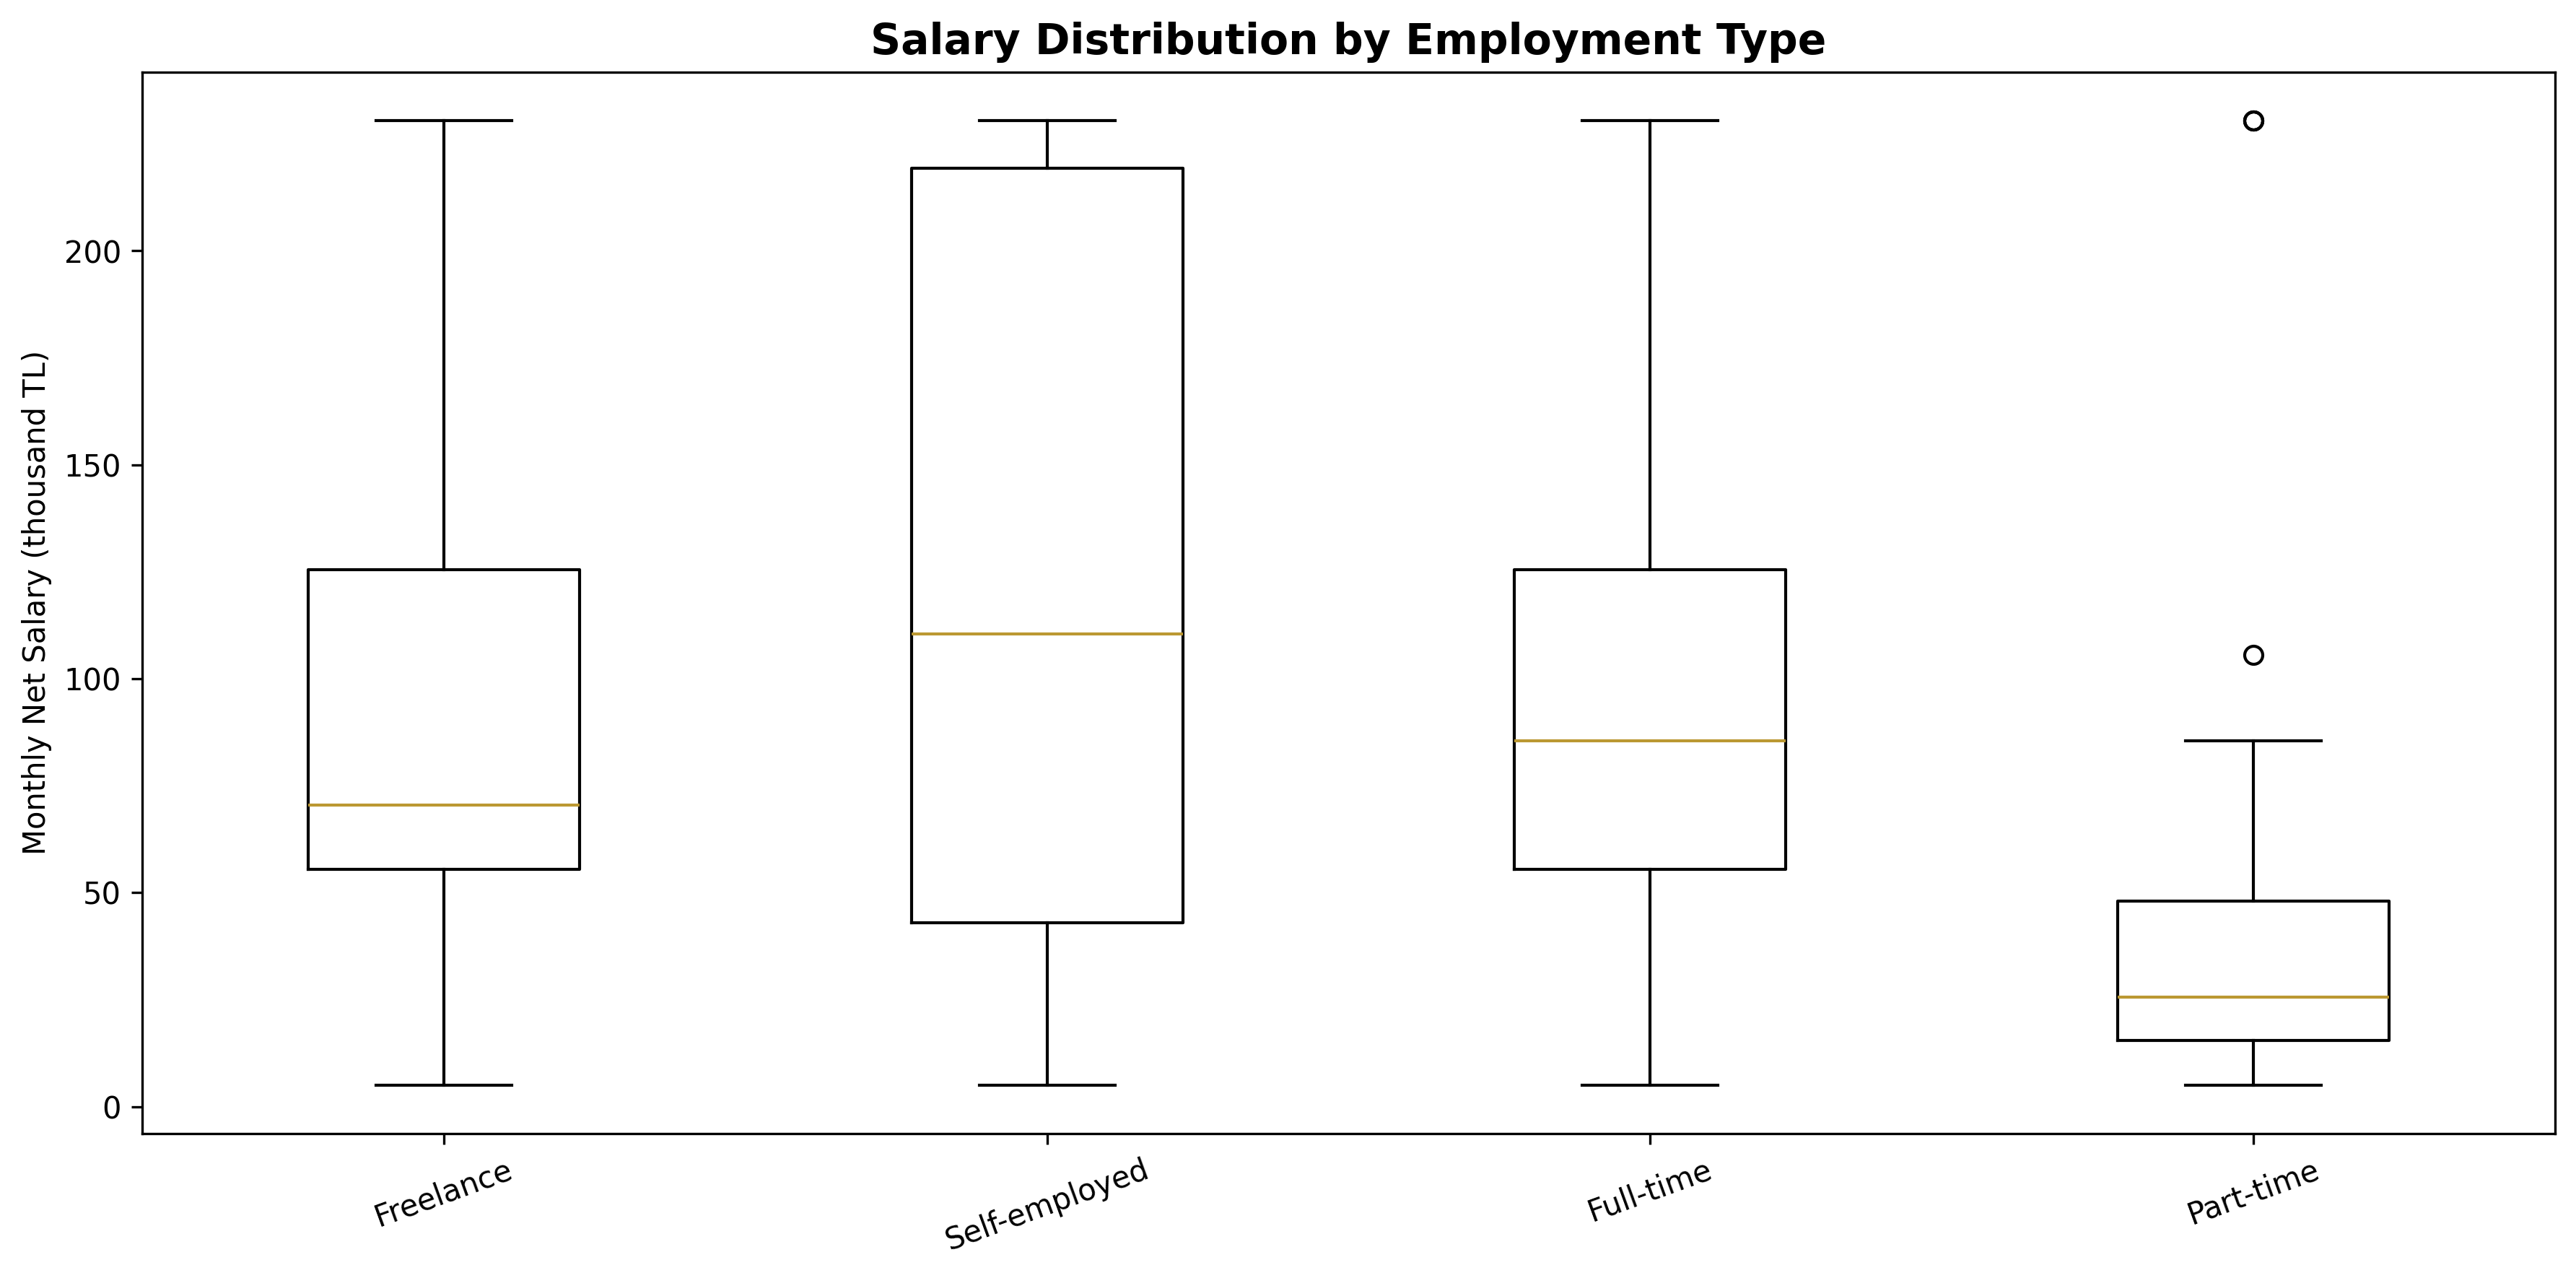 Salary Distribution by Employment Type
Monthly Net Salary (thousand TL)
200
150
100
50
0
Freelance
Self-employed
Full-time
Part-time